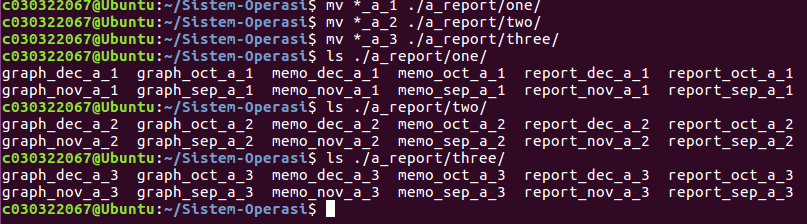 c030322067@Ubuntu:~/Sistem-Operasi$ mv *_a_1 ./a_report/one/
c030322067@Ubuntu:~/Sistem-Operasi$ mv *_a_2 ./a_report/two/
c030322067@Ubuntu:~/Sistem-Operasi$ mv *_a_3 ./a_report/three/
c030322067@Ubuntu:~/Sistem-Operasi$ ls ./a_report/one/
graph_dec_a_1  graph_oct_a_1  memo_dec_a_1  memo_oct_a_1  report_dec_a_1  report_oct_a_1
graph_nov_a_1  graph_sep_a_1  memo_nov_a_1  memo_sep_a_1  report_nov_a_1  report_sep_a_1
c030322067@Ubuntu:~/Sistem-Operasi$ ls ./a_report/two/
graph_dec_a_2  graph_oct_a_2  memo_dec_a_2  memo_oct_a_2  report_dec_a_2  report_oct_a_2
graph_nov_a_2  graph_sep_a_2  memo_nov_a_2  memo_sep_a_2  report_nov_a_2  report_sep_a_2
c030322067@Ubuntu:~/Sistem-Operasi$ ls ./a_report/three/
graph_dec_a_3  graph_oct_a_3  memo_dec_a_3  memo_oct_a_3  report_dec_a_3  report_oct_a_3
graph_nov_a_3  graph_sep_a_3  memo_nov_a_3  memo_sep_a_3  report_nov_a_3  report_sep_a_3
c030322067@Ubuntu:~/Sistem-Operasi$